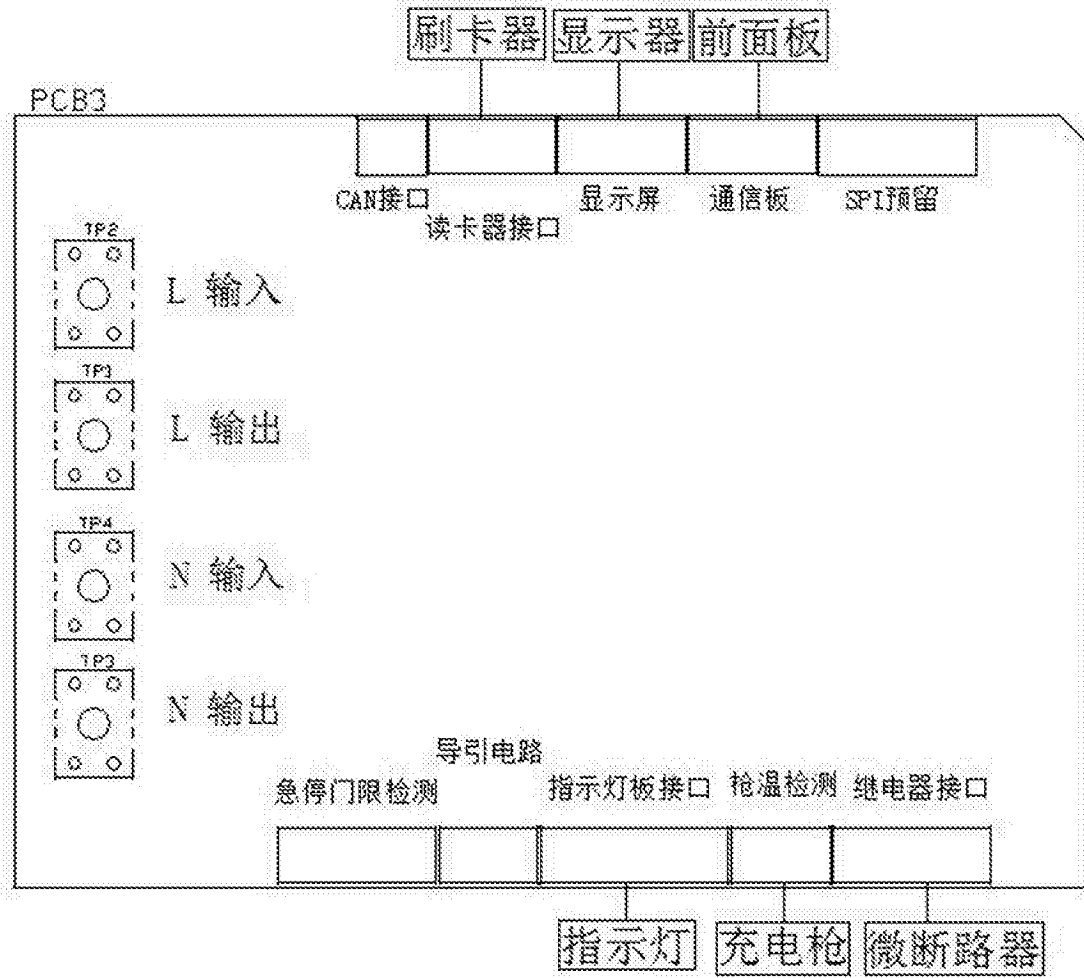 刷卡器 显示器 前面板
PCB3
CAN接口 读卡器接口 显示屏 通信板 SPI预留
TP2
L 输入
TP1
L 输出
TP4
N 输入
TP3
N 输出
急停门限检测 导引电路 指示灯板接口 枪温检测 继电器接口
指示灯 充电枪 微断路器